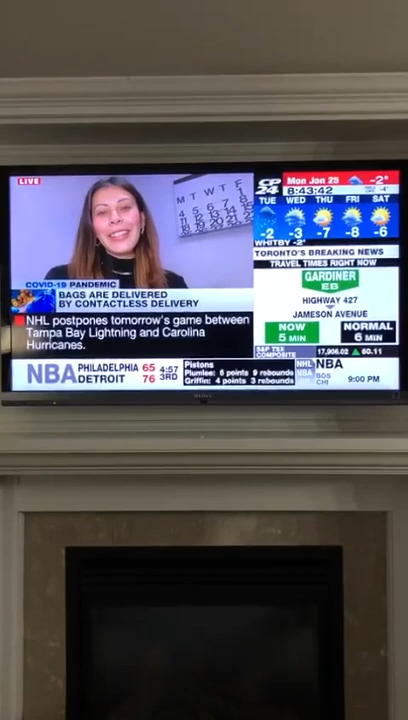 LIVE
M T W T F
CP 24
Mon Jan 25 -2°
8:43:42
TUE WED THU FRI SAT
-2 -3 -7 -8 -6
WHITBY -2°
TORONTO'S BREAKING NEWS
TRAVEL TIMES RIGHT NOW
GARDINER
EB
HIGHWAY 427
JAMESON AVENUE
NOW
5 MIN
NORMAL
6 MIN
COVID-19 PANDEMIC
BAGS ARE DELIVERED
BY CONTACTLESS DELIVERY
NHL postpones tomorrow's game between
Tampa Bay Lightning and Carolina
Hurricanes.
S&P TSX
COMPOSITE
17,906.02 60.11
NBA
PHILADELPHIA 65
DETROIT 76
4:57
3RD
Pistons
Plumlee: 6 points 9 rebounds
Griffin: 4 points 3 rebounds
NHL
NBA
NBA
BOS
CHI
9:00 PM
SONY